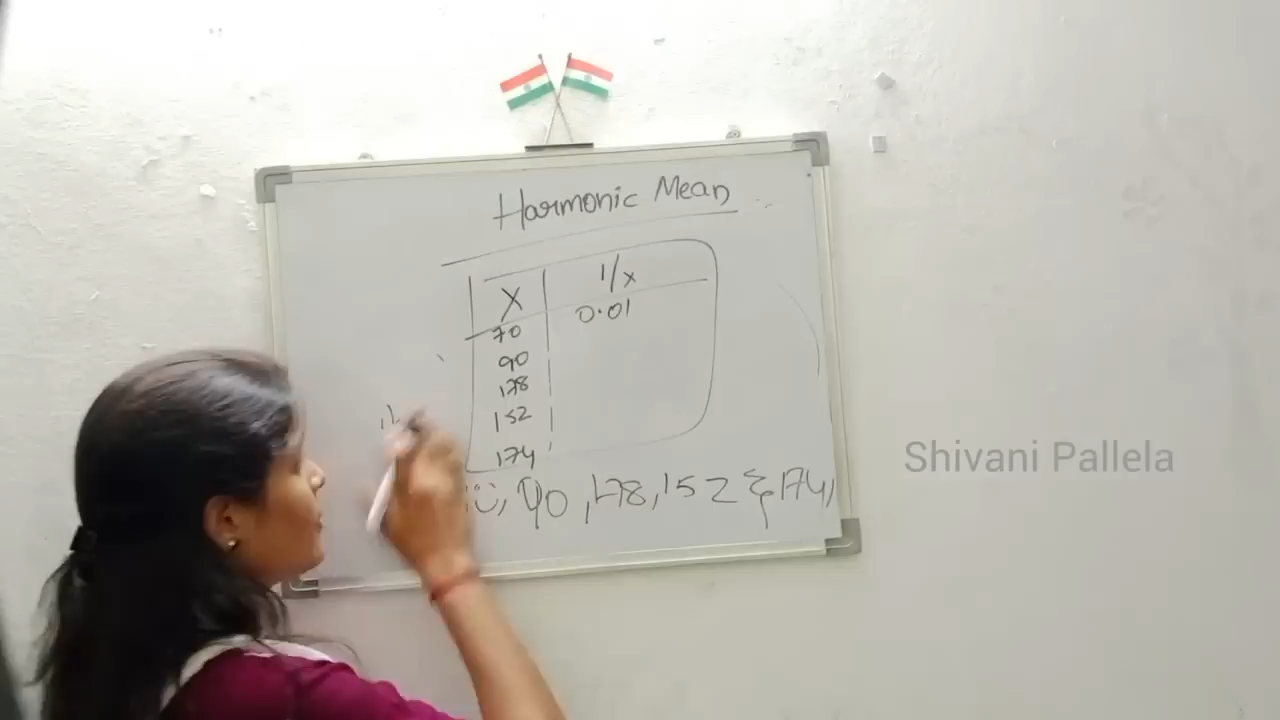 Harmonic Mean
X 1/x
70 0.01
90
178
152
174
90, 178, 152 & 174,
Shivani Pallela